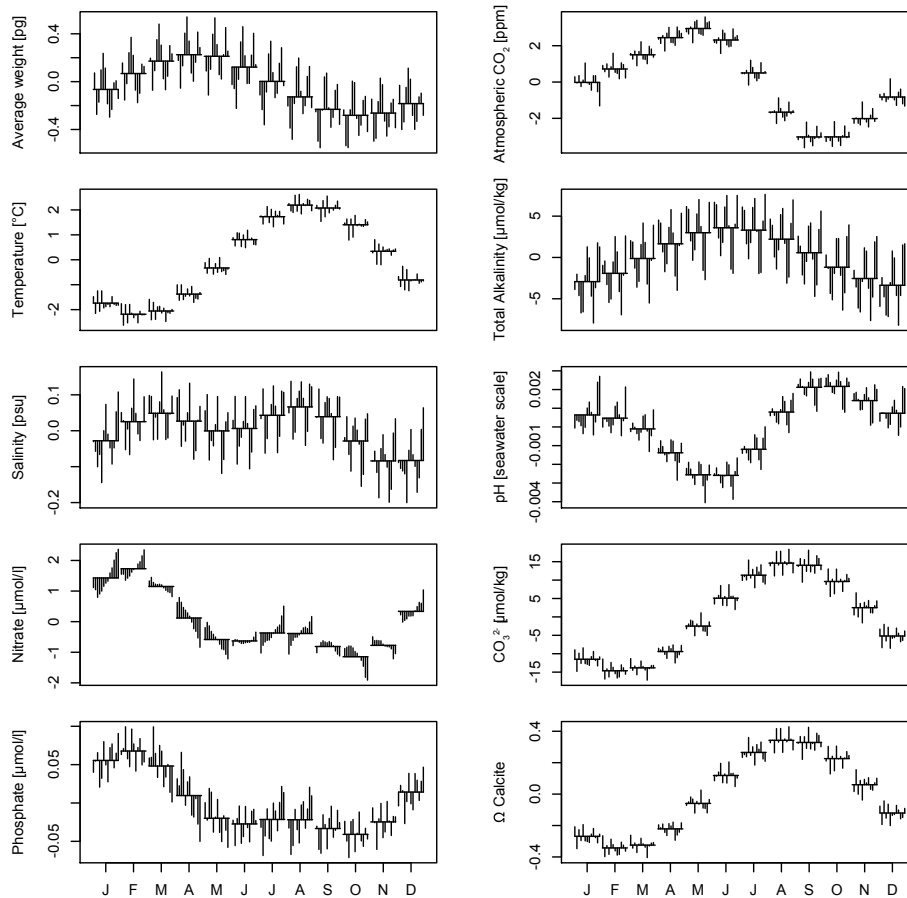 Average weight [pg]
0.4
0.0
-0.4
Atmospheric CO₂ [ppm]
2
0
-2
Temperature [°C]
2
1
0
-2
Total Alkalinity [µmol/kg]
5
0
-5
Salinity [psu]
0.1
0.0
-0.2
pH [seawater scale]
0.002
-0.001
-0.004
Nitrate [µmol/l]
2
1
0
-1
-2
CO₃²⁻ [µmol/kg]
15
5
-5
-15
Phosphate [µmol/l]
0.05
-0.05
Ω Calcite
0.4
0.0
-0.4
J F M A M J J A S O N D
J F M A M J J A S O N D